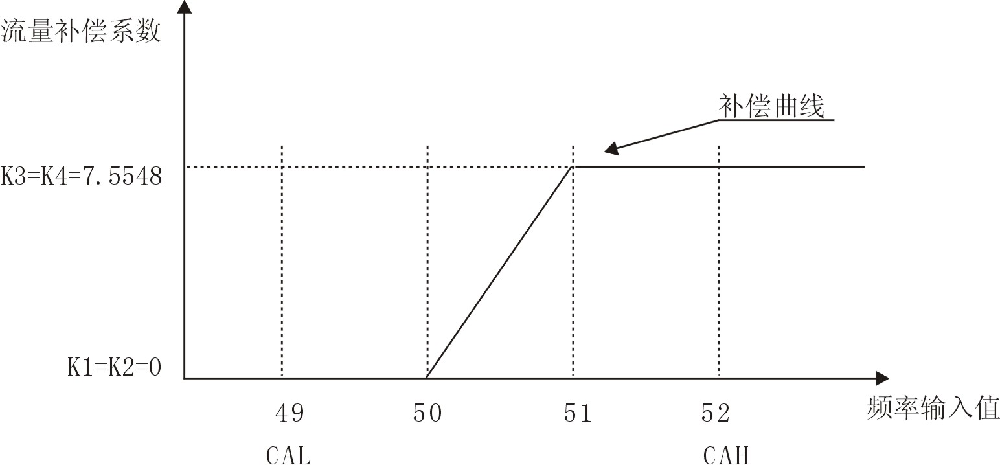 流量补偿系数
补偿曲线
K3=K4=7.5548
K1=K2=0
49 50 51 52
频率输入值
CAL CAH